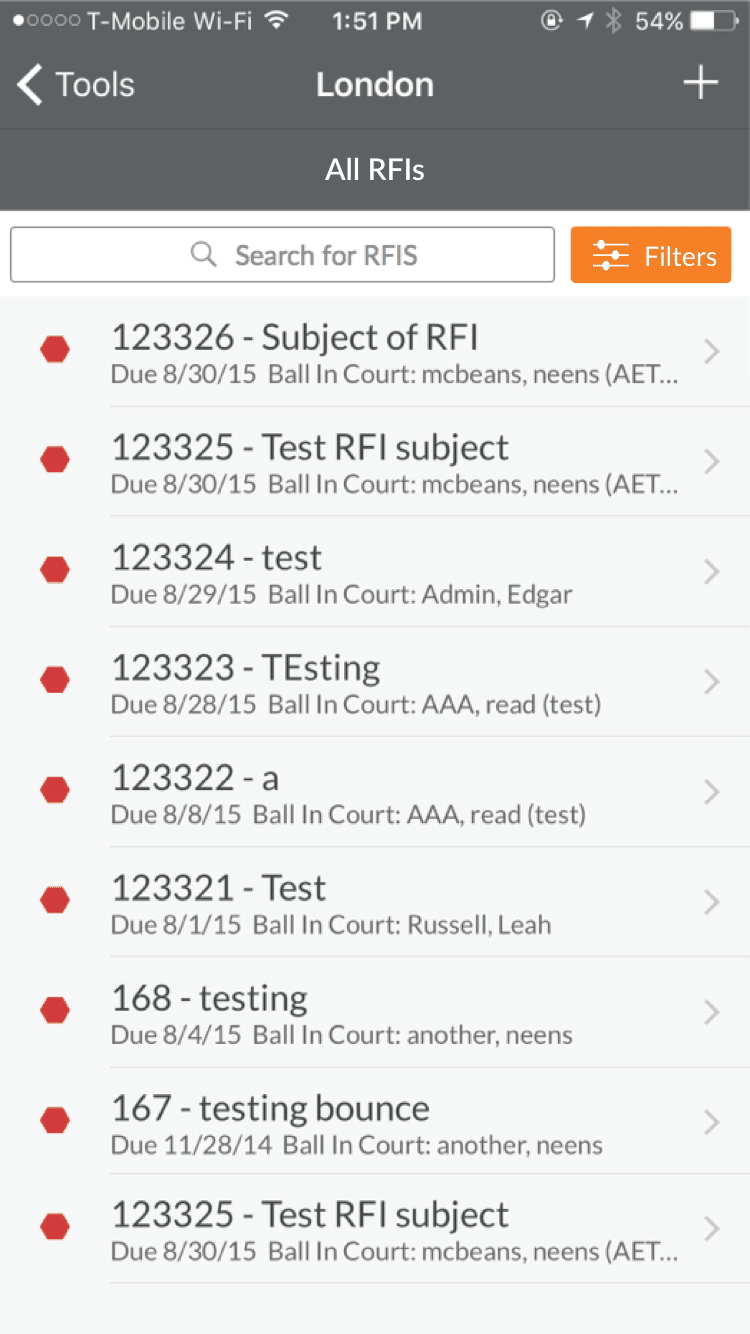 T-Mobile Wi-Fi 1:51 PM 54%
Tools London
All RFIs
Search for RFIS Filters
123326 - Subject of RFI
Due 8/30/15 Ball In Court: mcbeans, neens (AET...
123325 - Test RFI subject
Due 8/30/15 Ball In Court: mcbeans, neens (AET...
123324 - test
Due 8/29/15 Ball In Court: Admin, Edgar
123323 - TEsting
Due 8/28/15 Ball In Court: AAA, read (test)
123322 - a
Due 8/8/15 Ball In Court: AAA, read (test)
123321 - Test
Due 8/1/15 Ball In Court: Russell, Leah
168 - testing
Due 8/4/15 Ball In Court: another, neens
167 - testing bounce
Due 11/28/14 Ball In Court: another, neens
123325 - Test RFI subject
Due 8/30/15 Ball In Court: mcbeans, neens (AET...